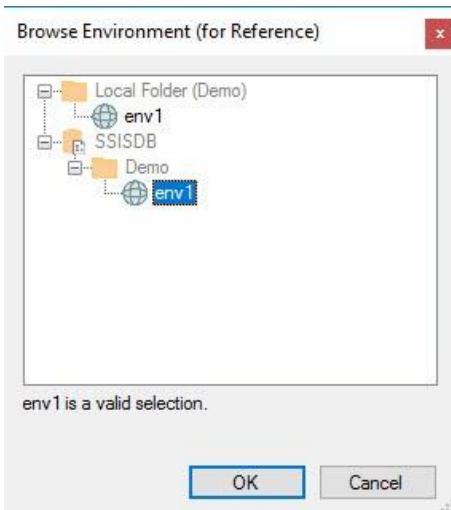 Browse Environment (for Reference)
x
Local Folder (Demo)
env1
SSISDB
Demo
env1
env1 is a valid selection.
OK Cancel